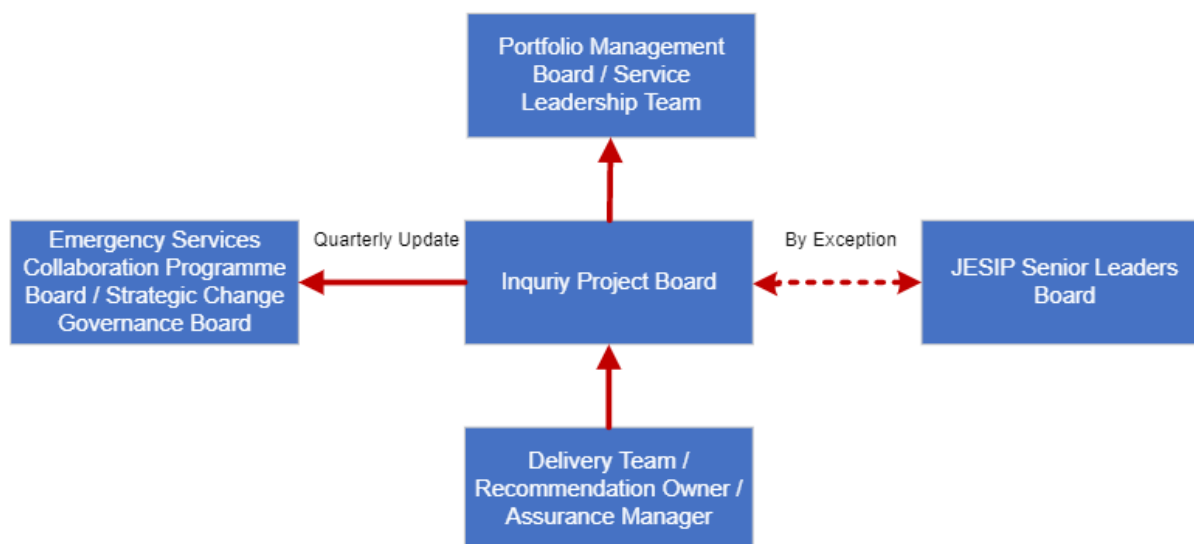 Portfolio Management
Board / Service
Leadership Team
Emergency Services
Collaboration Programme
Board / Strategic Change
Governance Board
Quarterly Update
Inquriy Project Board
By Exception
JESIP Senior Leaders
Board
Delivery Team /
Recommendation Owner /
Assurance Manager